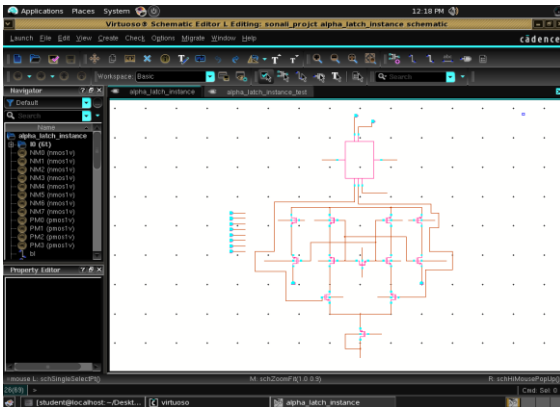 Applications Places System 12:18 PM
Virtuoso® Schematic Editor L Editing: sonali_projct alpha_latch_instance schematic
Launch File Edit View Create Check Options Migrate Window Help cādence
Workspace: Basic Search
Navigator ? x alpha_latch_instance alpha_latch_instance_test
Default
Search
Name
alpha_latch_instance
I0 (6t)
NM0 (nmos1v)
NM1 (nmos1v)
NM2 (nmos1v)
NM3 (nmos1v)
NM4 (nmos1v)
NM5 (nmos1v)
NM6 (nmos1v)
NM7 (nmos1v)
PM0 (pmos1v)
PM1 (pmos1v)
PM2 (pmos1v)
PM3 (pmos1v)
bl
Property Editor ? x
mouse L: schSingleSelectPt() M: schZoomFit(1.0 0.9) R: schHiMousePopUp()
Cmd: Sel: 0
[student@localhost:~/Deskt... virtuoso alpha_latch_instance